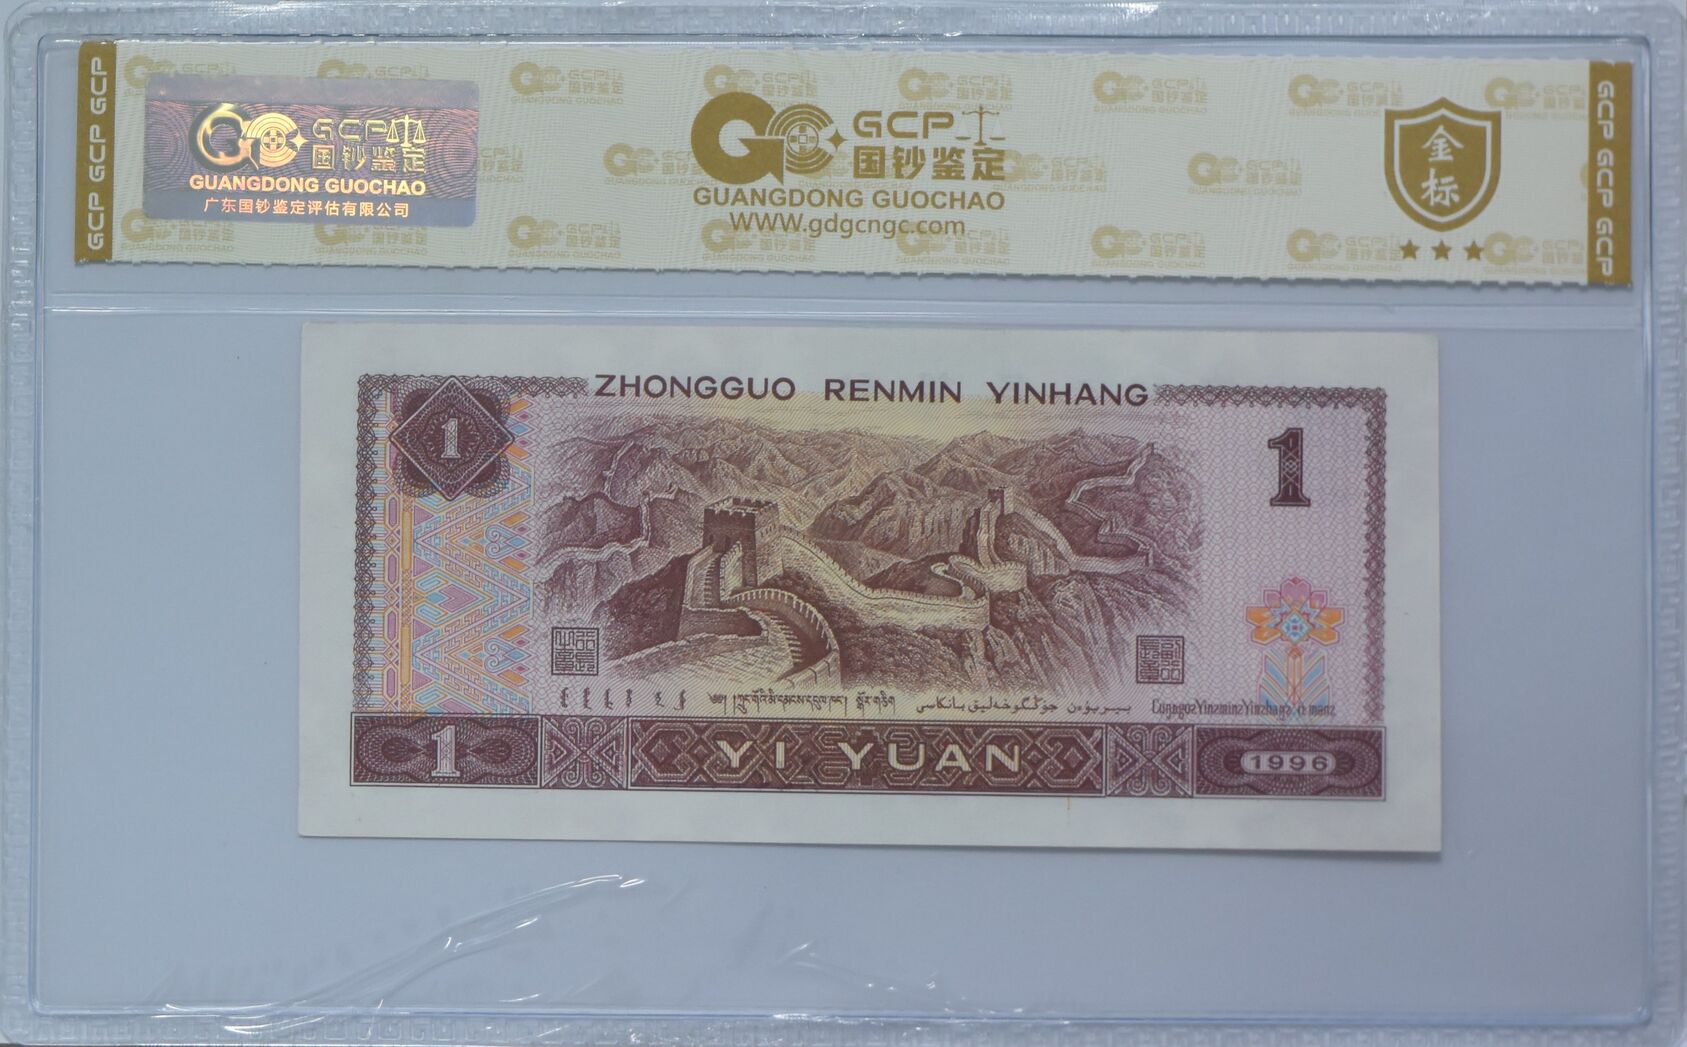 GCP GCP GCP
GCP
国钞鉴定
GUANGDONG GUOCHAO
广东国钞鉴定评估有限公司
GCP
国钞鉴定
GUANGDONG GUOCHAO
WWW.gdgcngc.com
金标
GCP GCP GCP
ZHONGGUO RENMIN YINHANG
1
1
1
YI YUAN
1996